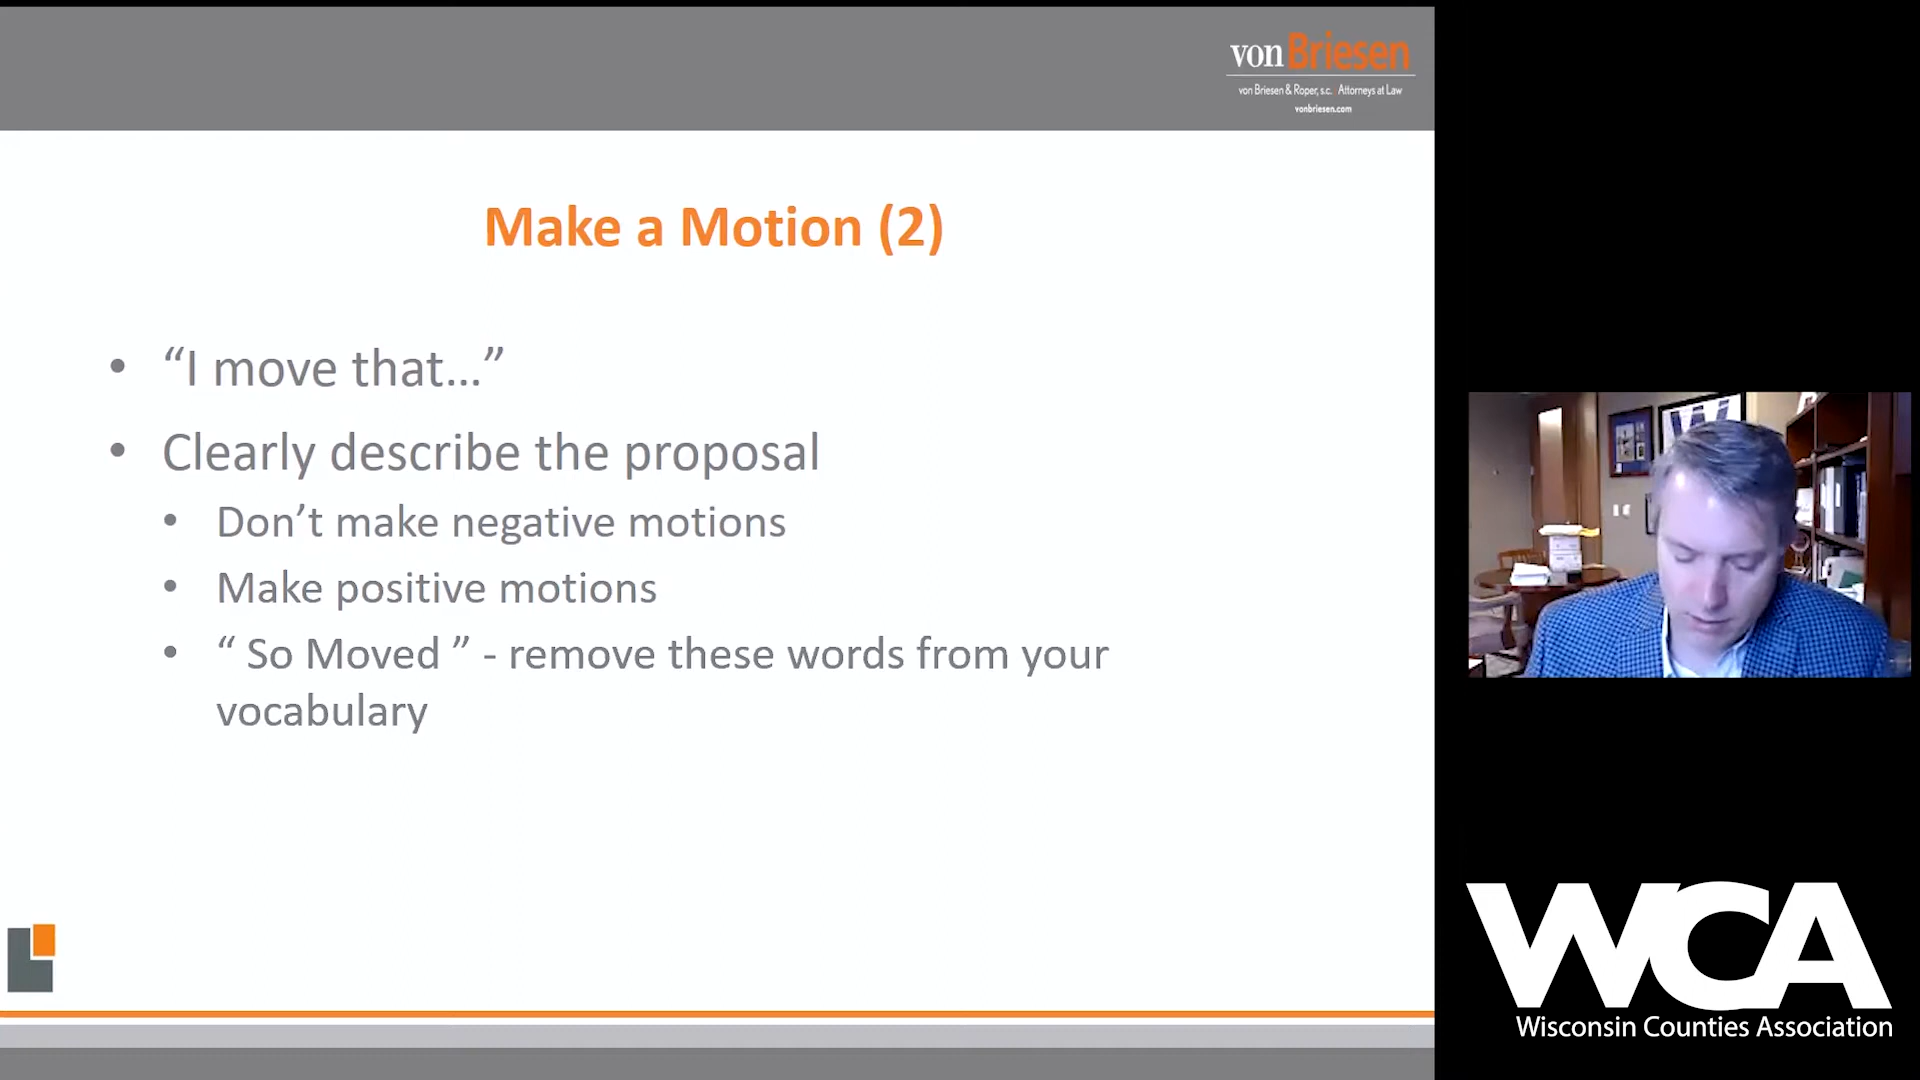 von Briesen
von Briesen & Roper, s.c. Attorneys at Law
vonbriesen.com
Make a Motion (2)
• “I move that…”
• Clearly describe the proposal
• Don’t make negative motions
• Make positive motions
• “ So Moved ” - remove these words from your
vocabulary
W
WCA
Wisconsin Counties Association